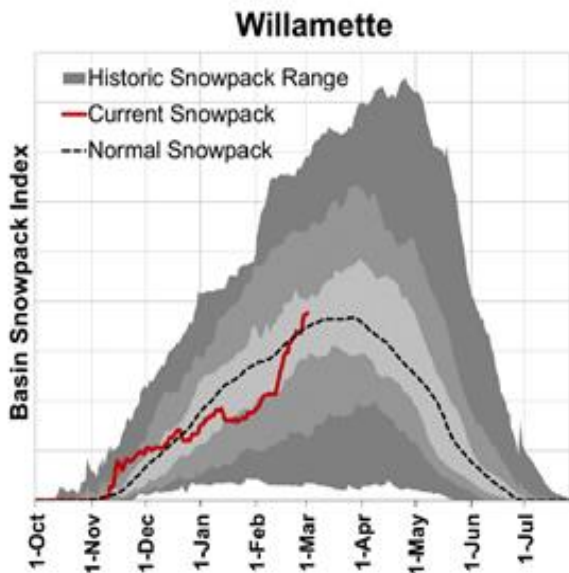 Willamette
Historic Snowpack Range
Current Snowpack
Normal Snowpack
Basin Snowpack Index
1-Oct
1-Nov
1-Dec
1-Jan
1-Feb
1-Mar
1-Apr
1-May
1-Jun
1-Jul